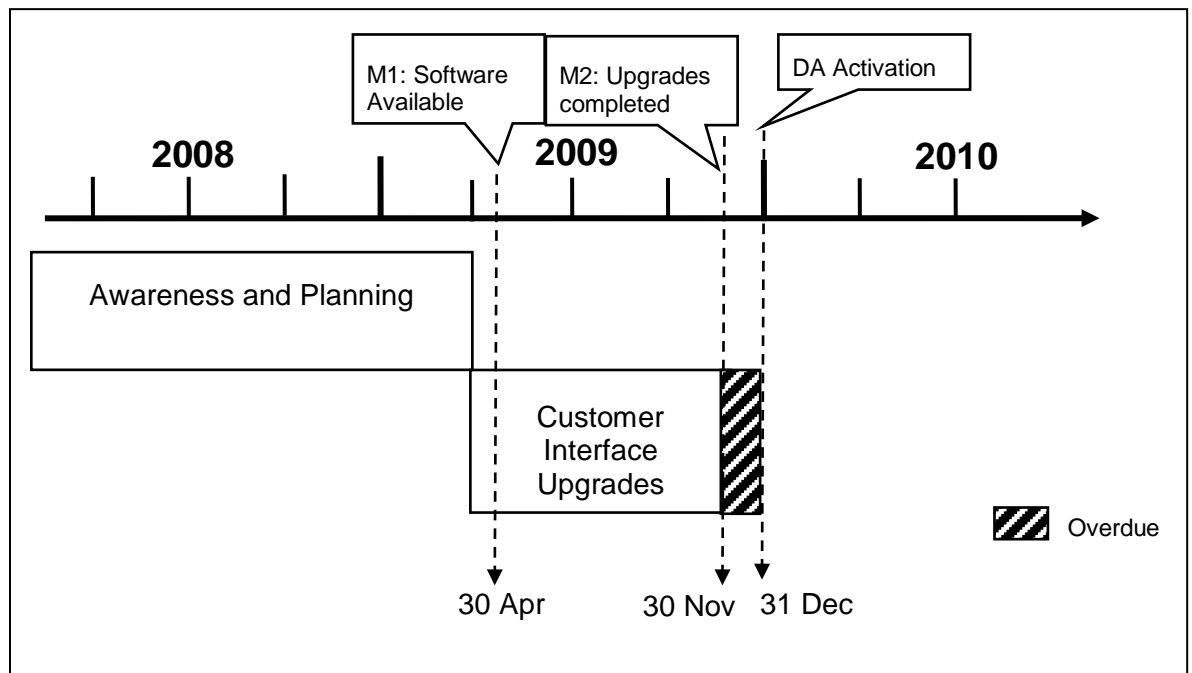 M1: Software
Available
M2: Upgrades
completed
DA Activation
2008
2009
2010
Awareness and Planning
Customer
Interface
Upgrades
Overdue
30 Apr
30 Nov
31 Dec